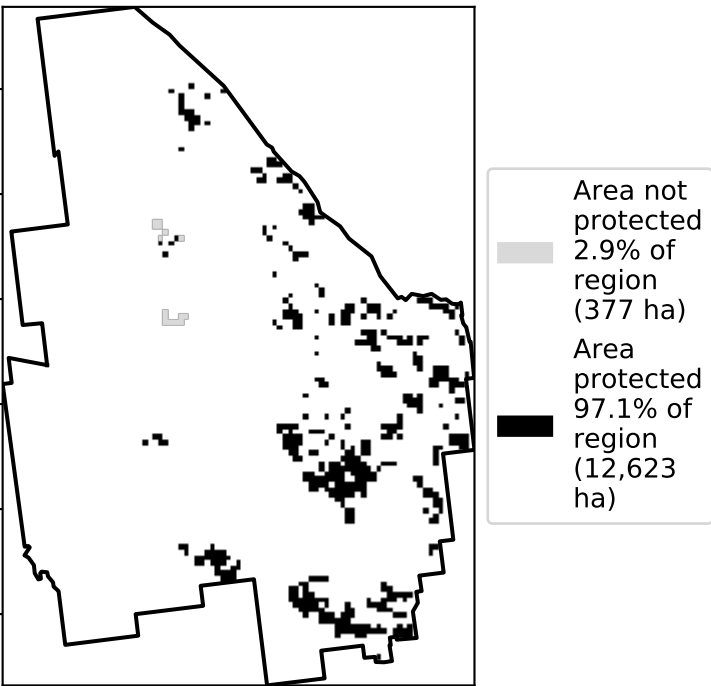 Area not
protected
2.9% of
region
(377 ha)
Area
protected
97.1% of
region
(12,623
ha)